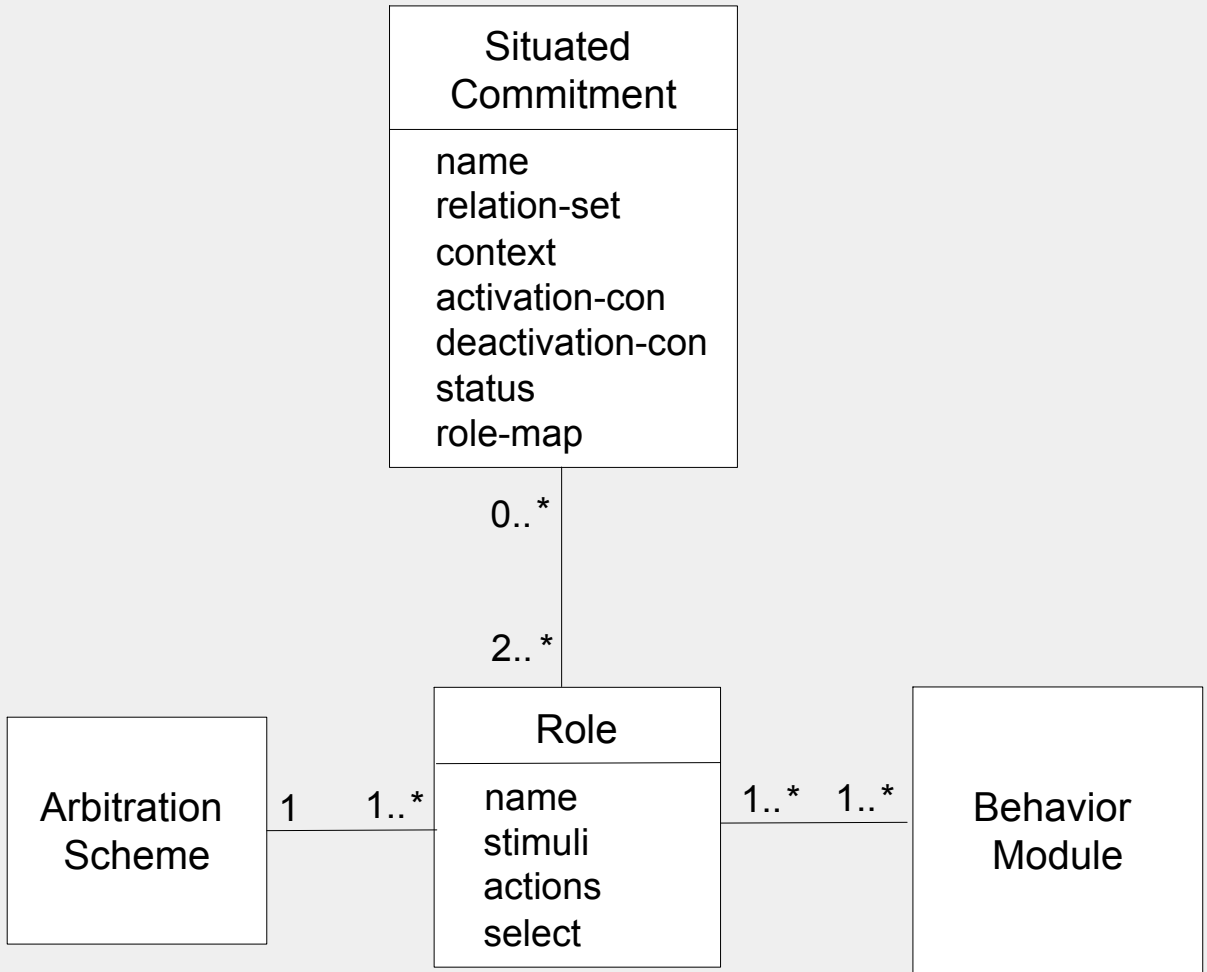 Situated
Commitment
name
relation-set
context
activation-con
deactivation-con
status
role-map
0..*
2..*
Arbitration
Scheme
1
1..*
Role
name
stimuli
actions
select
1..*
1..*
Behavior
Module